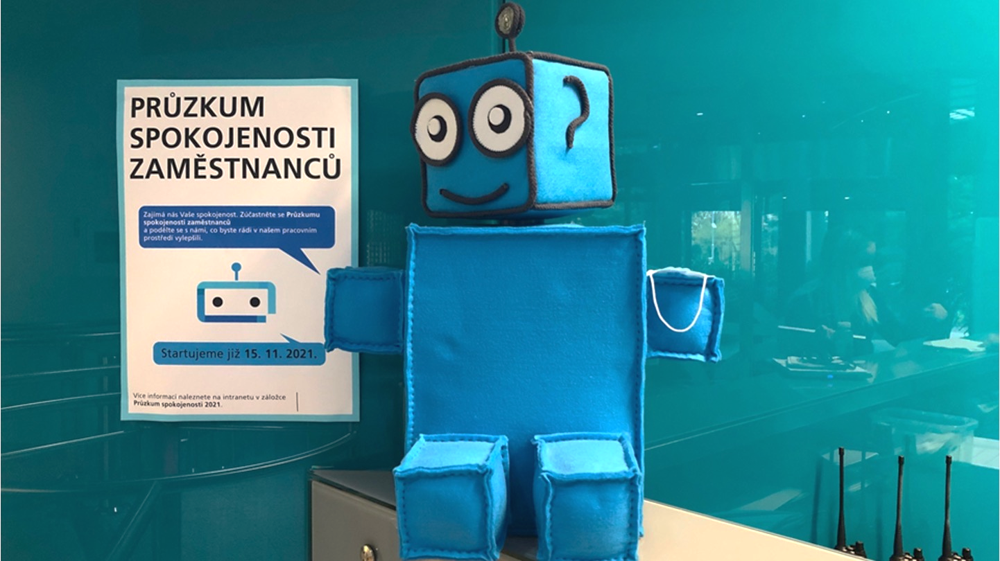 PRŮZKUM
SPOKOJENOSTI
ZAMĚSTNANCŮ
Zajímá nás Vaše spokojenost. Zúčastněte se Průzkumu
spokojenosti zaměstnanců
a podělte se s námi, co byste rádi v našem pracovním
prostředí vylepšili.
Startujeme již 15. 11. 2021.
Více informací naleznete na intranetu v záložce
Průzkum spokojenosti 2021.